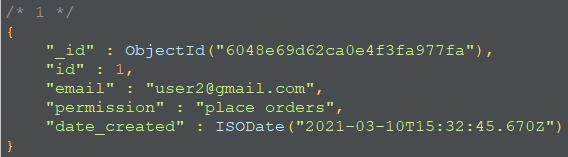 /* 1 */
{
"_id" : ObjectId("6048e69d62ca0e4f3fa977fa"),
"id" : 1,
"email" : "user2@gmail.com",
"permission" : "place orders",
"date_created" : ISODate("2021-03-10T15:32:45.670Z")
}